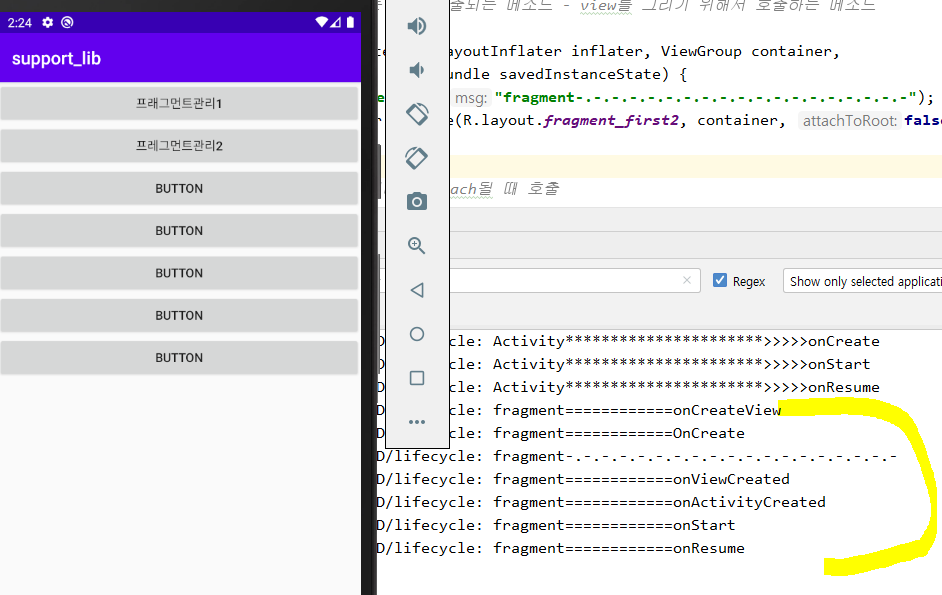 2:24
support_lib
프래그먼트관리1
프레그먼트관리2
BUTTON
BUTTON
BUTTON
BUTTON
BUTTON
출되는 메소드 - view를 그리기 위해서 호출하는 메소드
ayoutInflater inflater, ViewGroup container,
undle savedInstanceState) {
msg: "fragment-.-.-.-.-.-.-.-.-.-.-.-.-.-.-.-.-.-");
(R.layout.fragment_first2, container, attachToRoot: false
ach될 때 호출
Regex
Show only selected applicati
cycle: Activity**********************>>>>>onCreate
cycle: Activity**********************>>>>>onStart
cycle: Activity**********************>>>>>onResume
cycle: fragment============onCreateView
cycle: fragment============OnCreate
D/lifecycle: fragment-.-.-.-.-.-.-.-.-.-.-.-.-.-.-.-.-.-.-
D/lifecycle: fragment============onViewCreated
D/lifecycle: fragment============onActivityCreated
D/lifecycle: fragment============onStart
D/lifecycle: fragment============onResume